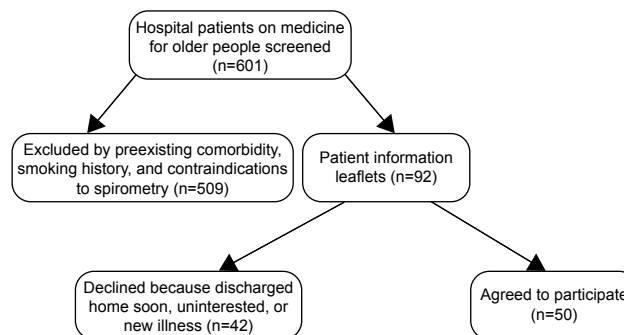 Hospital patients on medicine
for older people screened
(n=601)
Excluded by preexisting comorbidity,
smoking history, and contraindications
to spirometry (n=509)
Patient information
leaflets (n=92)
Declined because discharged
home soon, uninterested, or
new illness (n=42)
Agreed to participate
(n=50)